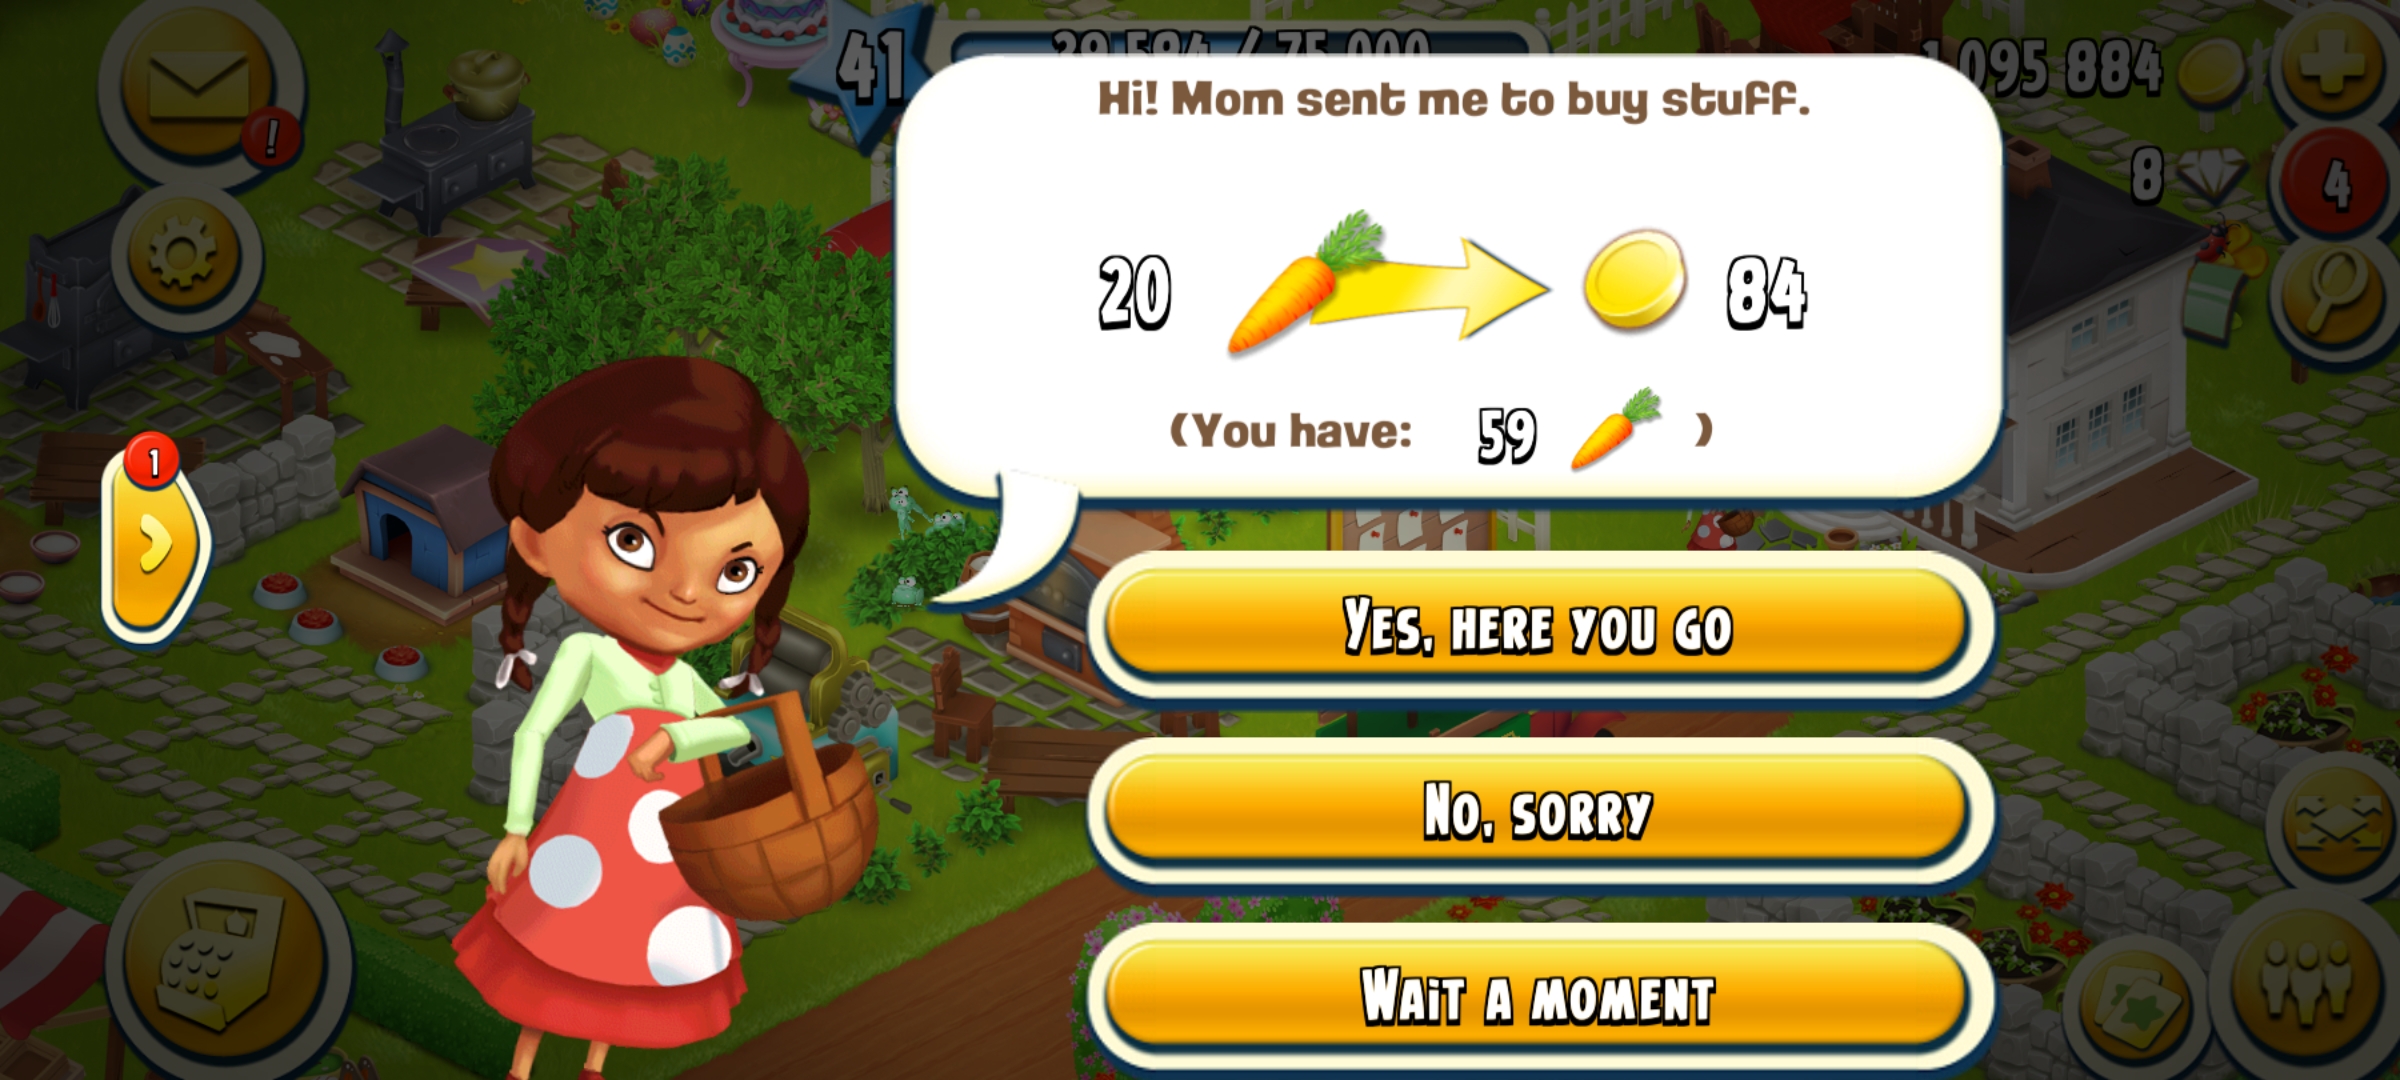 41
1 095 884
Hi! Mom sent me to buy stuff.
8
4
20
84
(You have: 59 )
1
Yes, here you go
No, sorry
Wait a moment